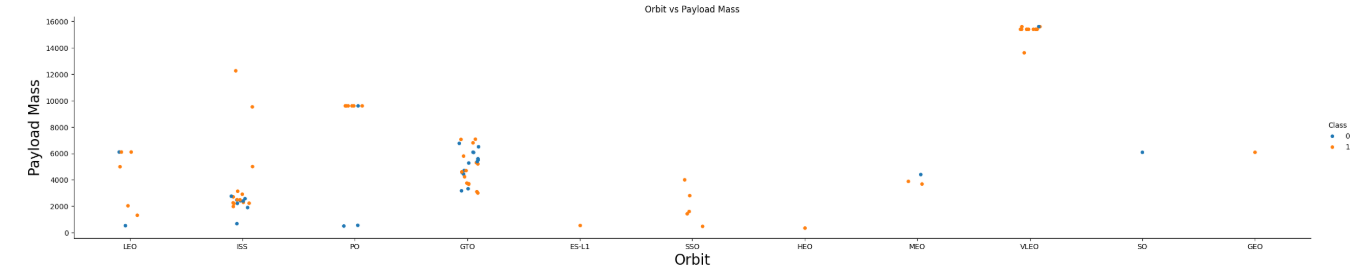 Orbit vs Payload Mass
16000
14000
12000
10000
8000
6000
4000
2000
0
Payload Mass
LEO ISS PO GTO ES-L1 SSO HEO MEO VLEO SO GEO
Orbit
Class
0
1